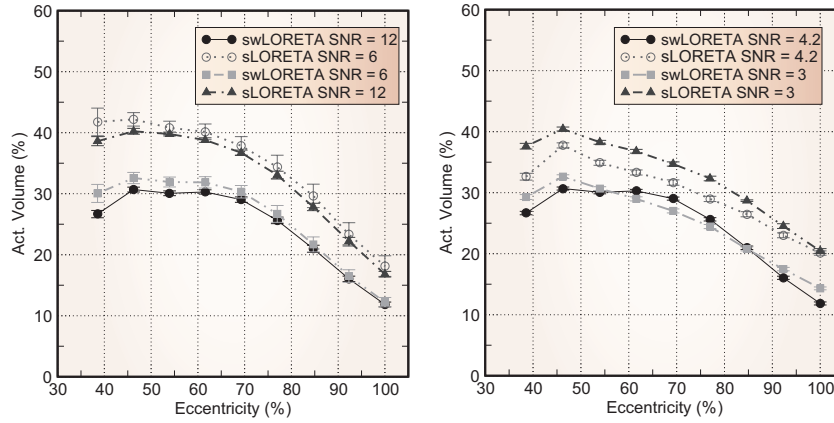 60
50
40
30
20
10
0
Act. Volume (%)
swLORETA SNR = 12
sLORETA SNR = 6
swLORETA SNR = 6
sLORETA SNR = 12
30 40 50 60 70 80 90 100
Eccentricity (%)
60
50
40
30
20
10
0
Act. Volume (%)
swLORETA SNR = 4.2
sLORETA SNR = 4.2
swLORETA SNR = 3
sLORETA SNR = 3
30 40 50 60 70 80 90 100
Eccentricity (%)